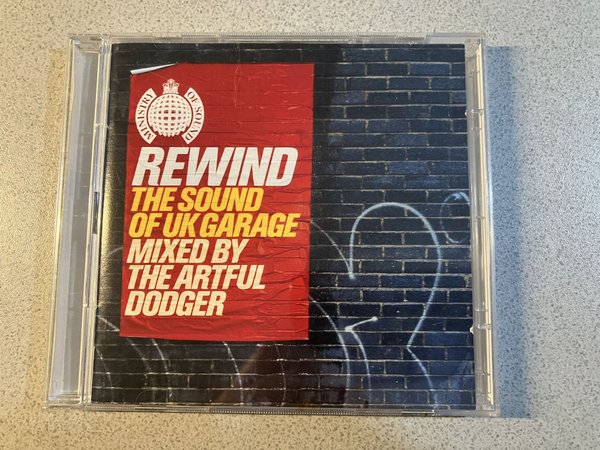 MINISTRY OF SOUND
REWIND
THE SOUND
OF UK GARAGE
MIXED BY
THE ARTFUL
DODGER